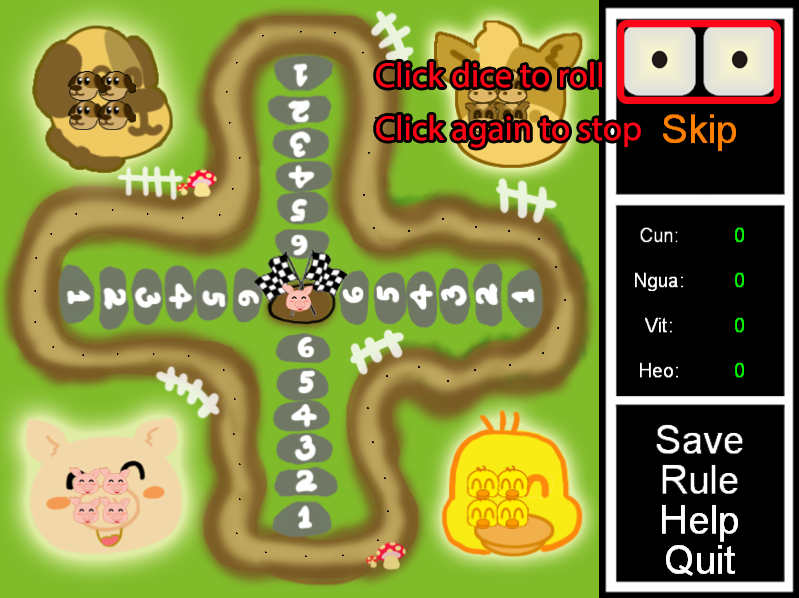 Click dice to roll
Click again to stop
Skip
Cun: 0
Ngua: 0
Vit: 0
Heo: 0
Save
Rule
Help
Quit
1
2
3
4
5
6
1 2 3 4 5 6 6 5 4 3 2 1
6
5
4
3
2
1